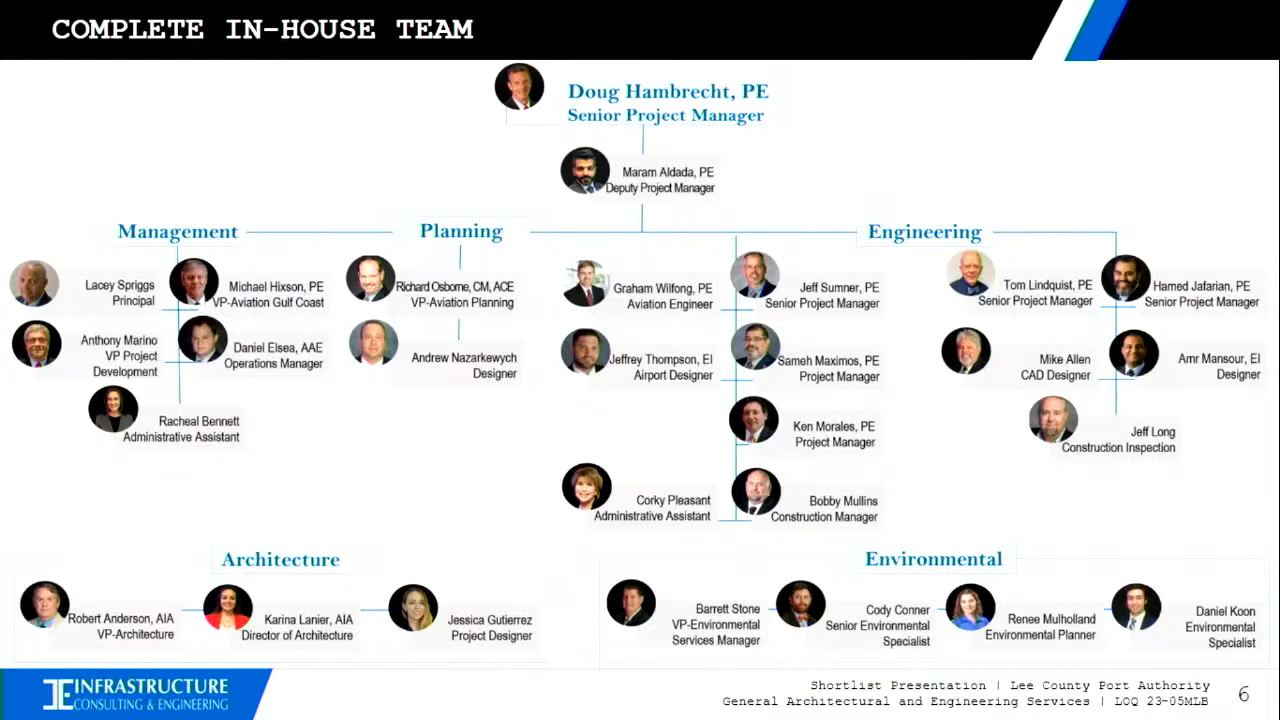 COMPLETE IN-HOUSE TEAM
Doug Hambrecht, PE
Senior Project Manager
Maram Aldada, PE
Deputy Project Manager
Management
Planning
Engineering
Lacey Spriggs
Principal
Michael Hixson, PE
VP-Aviation Gulf Coast
Anthony Marino
VP Project
Development
Daniel Elsea, AAE
Operations Manager
Racheal Bennett
Administrative Assistant
Richard Osborne, CM, ACE
VP-Aviation Planning
Andrew Nazarkewych
Designer
Graham Wilfong, PE
Aviation Engineer
Jeff Sumner, PE
Senior Project Manager
Jeffrey Thompson, EI
Airport Designer
Sameh Maximos, PE
Project Manager
Ken Morales, PE
Project Manager
Corky Pleasant
Administrative Assistant
Bobby Mullins
Construction Manager
Tom Lindquist, PE
Senior Project Manager
Hamed Jafarian, PE
Senior Project Manager
Mike Allen
CAD Designer
Amr Mansour, EI
Designer
Jeff Long
Construction Inspection
Architecture
Robert Anderson, AIA
VP-Architecture
Karina Lanier, AIA
Director of Architecture
Jessica Gutierrez
Project Designer
Environmental
Barrett Stone
VP-Environmental
Services Manager
Cody Conner
Senior Environmental
Specialist
Renee Mulholland
Environmental Planner
Daniel Koon
Environmental
Specialist
INFRASTRUCTURE
CONSULTING & ENGINEERING
Shortlist Presentation | Lee County Port Authority
General Architectural and Engineering Services | LOQ 23-05MLB
6